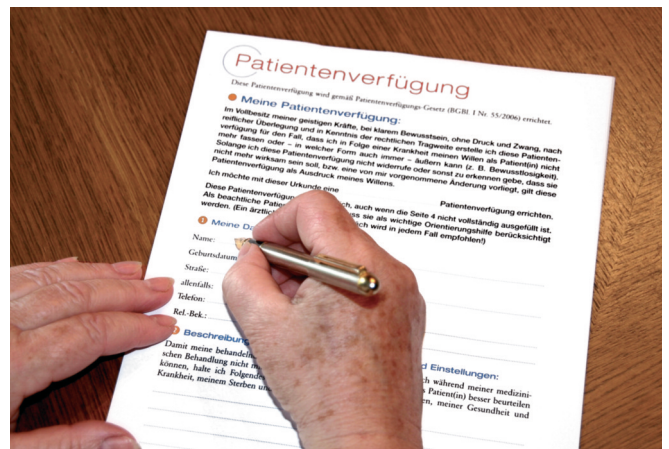 Patientenverfügung
Diese Patientenverfügung wird gemäß Patientenverfügungs-Gesetz (BGBl. I Nr. 55/2006) errichtet.
Meine Patientenverfügung:
Im Vollbesitz meiner geistigen Kräfte, bei klarem Bewusstsein, ohne Druck und Zwang, nach
reiflicher Überlegung und in Kenntnis der rechtlichen Tragweite erstelle ich diese Patienten-
verfügung für den Fall, dass ich in Folge einer Krankheit meinen Willen als Patient(in) nicht
mehr fassen oder – in welcher Form auch immer – äußern kann (z. B. Bewusstlosigkeit).
Solange ich diese Patientenverfügung nicht widerrufe oder sonst zu erkennen gebe, dass sie
nicht mehr wirksam sein soll, bzw. eine von mir vorgenommene Änderung vorliegt, gilt diese
Patientenverfügung als Ausdruck meines Willens.
Ich möchte mit dieser Urkunde eine Patientenverfügung errichten.
Diese Patientenverfügung auch wenn die Seite 4 nicht vollständig ausgefüllt ist.
Als beachtliche sie als wichtige Orientierungshilfe berücksichtigt
werden. (Ein wird in jedem Fall empfohlen!)
Meine
Name:
Geburtsdatum
Straße:
allenfalls:
Telefon:
Rel.-Bek.:
Beschreibung Einstellungen:
Damit meine während meiner medizini-
schen Behandlung nicht Patient(in) besser beurteilen
können, halte ich meiner Gesundheit und
Krankheit, meinem Sterben